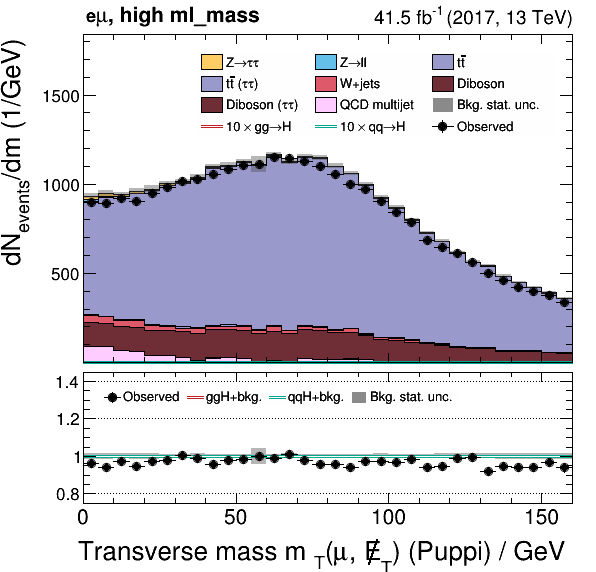 eμ, high ml_mass 41.5 fb⁻¹ (2017, 13 TeV)
dN_events/dm (1/GeV)
1500
1000
500
Z→ττ Z→ll tt̄
tt̄ (ττ) W+jets Diboson
Diboson (ττ) QCD multijet Bkg. stat. unc.
10 × gg→H 10 × qq→H Observed
1.4
1.2
1
0.8
Observed ggH+bkg. qqH+bkg. Bkg. stat. unc.
0 50 100 150
Transverse mass m_T(μ, E̸_T) (Puppi) / GeV